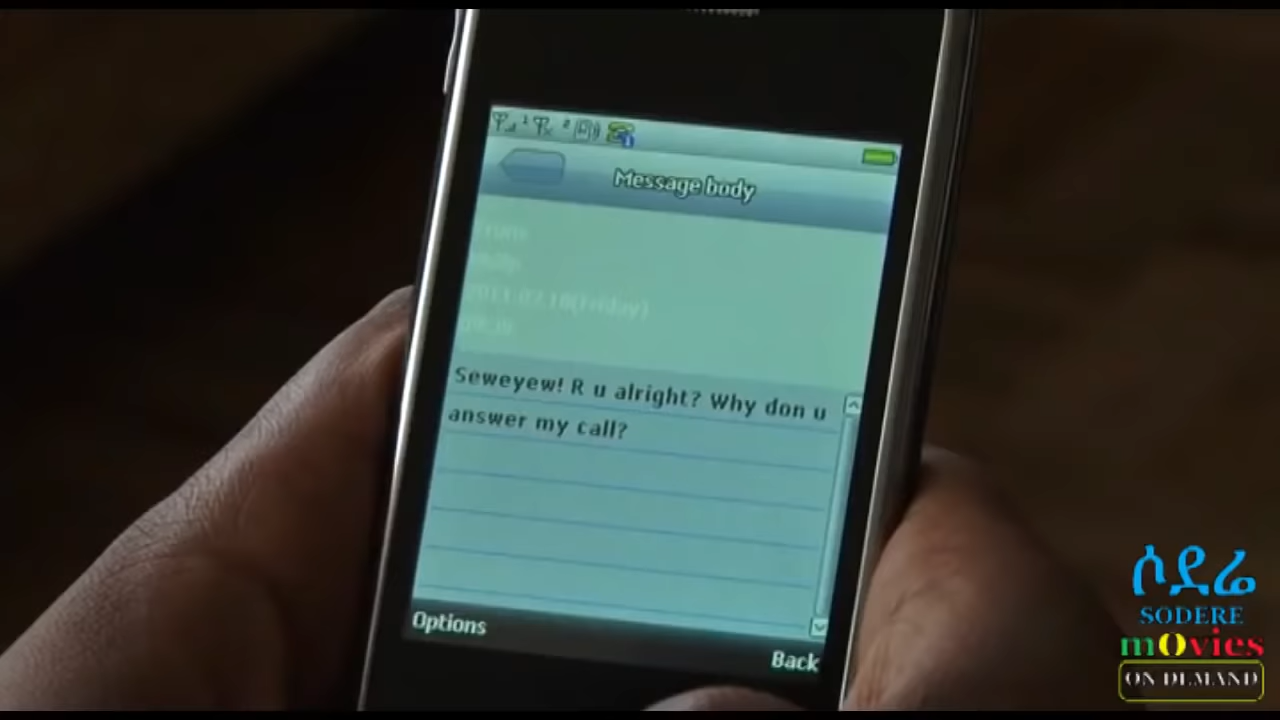 Message body
Seweyew! R u alright? Why don u
answer my call?
Options
Back
ሶደሬ
SODERE
mOvies
ON DEMAND